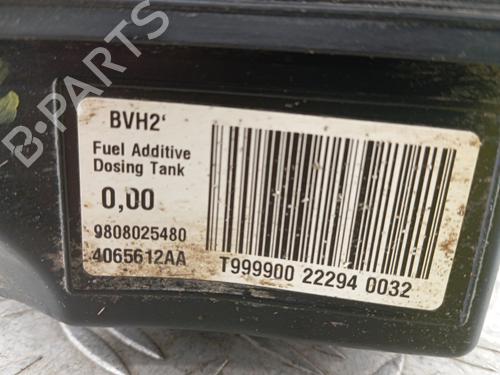 B-PARTS
BVH2‘
Fuel Additive
Dosing Tank
0,00
9808025480
4065612AA
T999900 22294 0032